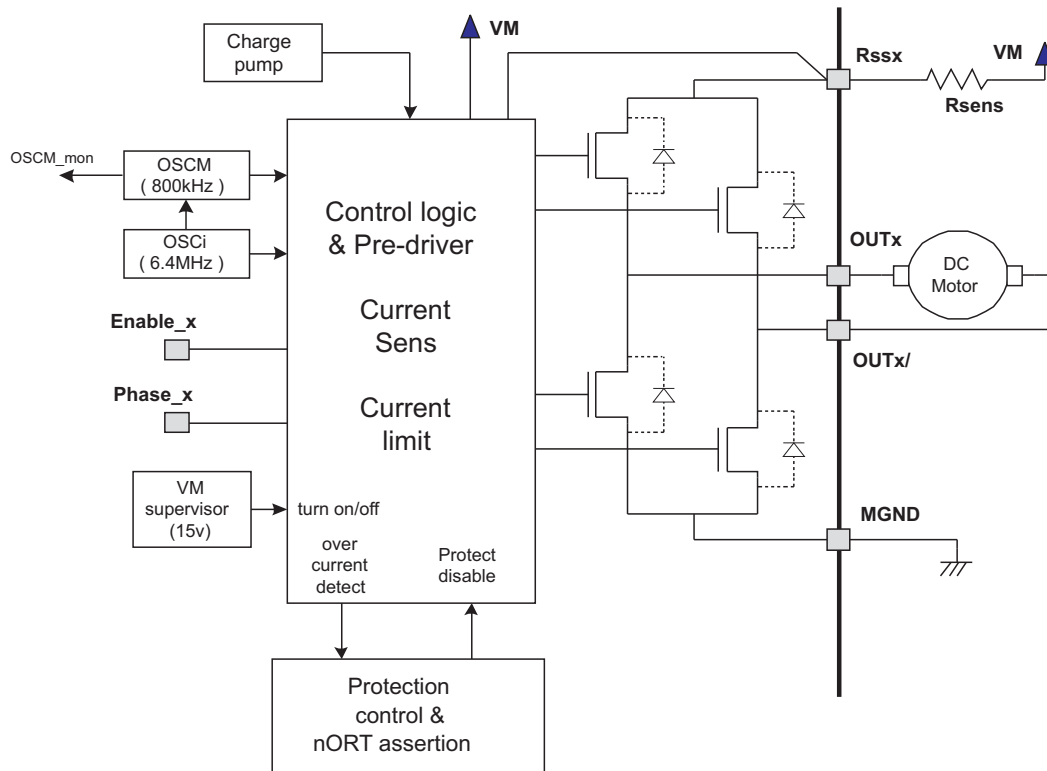 Charge
pump
VM
Rssx
VM
Rsens
OSCM_mon
OSCM
( 800kHz )
OSCi
( 6.4MHz )
Control logic
& Pre-driver
Current
Sens
Current
limit
OUTx
DC
Motor
OUTx/
Enable_x
Phase_x
VM
supervisor
(15v)
turn on/off
over
current
detect
Protect
disable
MGND
Protection
control &
nORT assertion